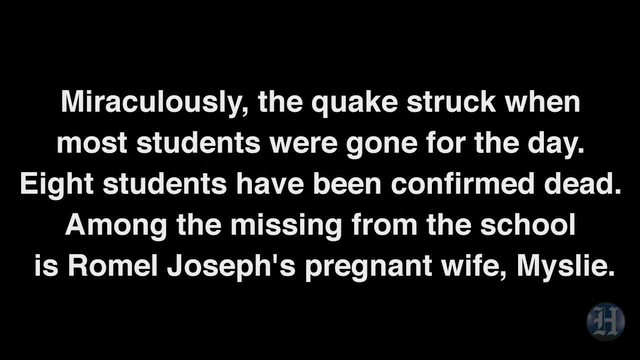 Miraculously, the quake struck when
most students were gone for the day.
Eight students have been confirmed dead.
Among the missing from the school
is Romel Joseph's pregnant wife, Myslie.
H